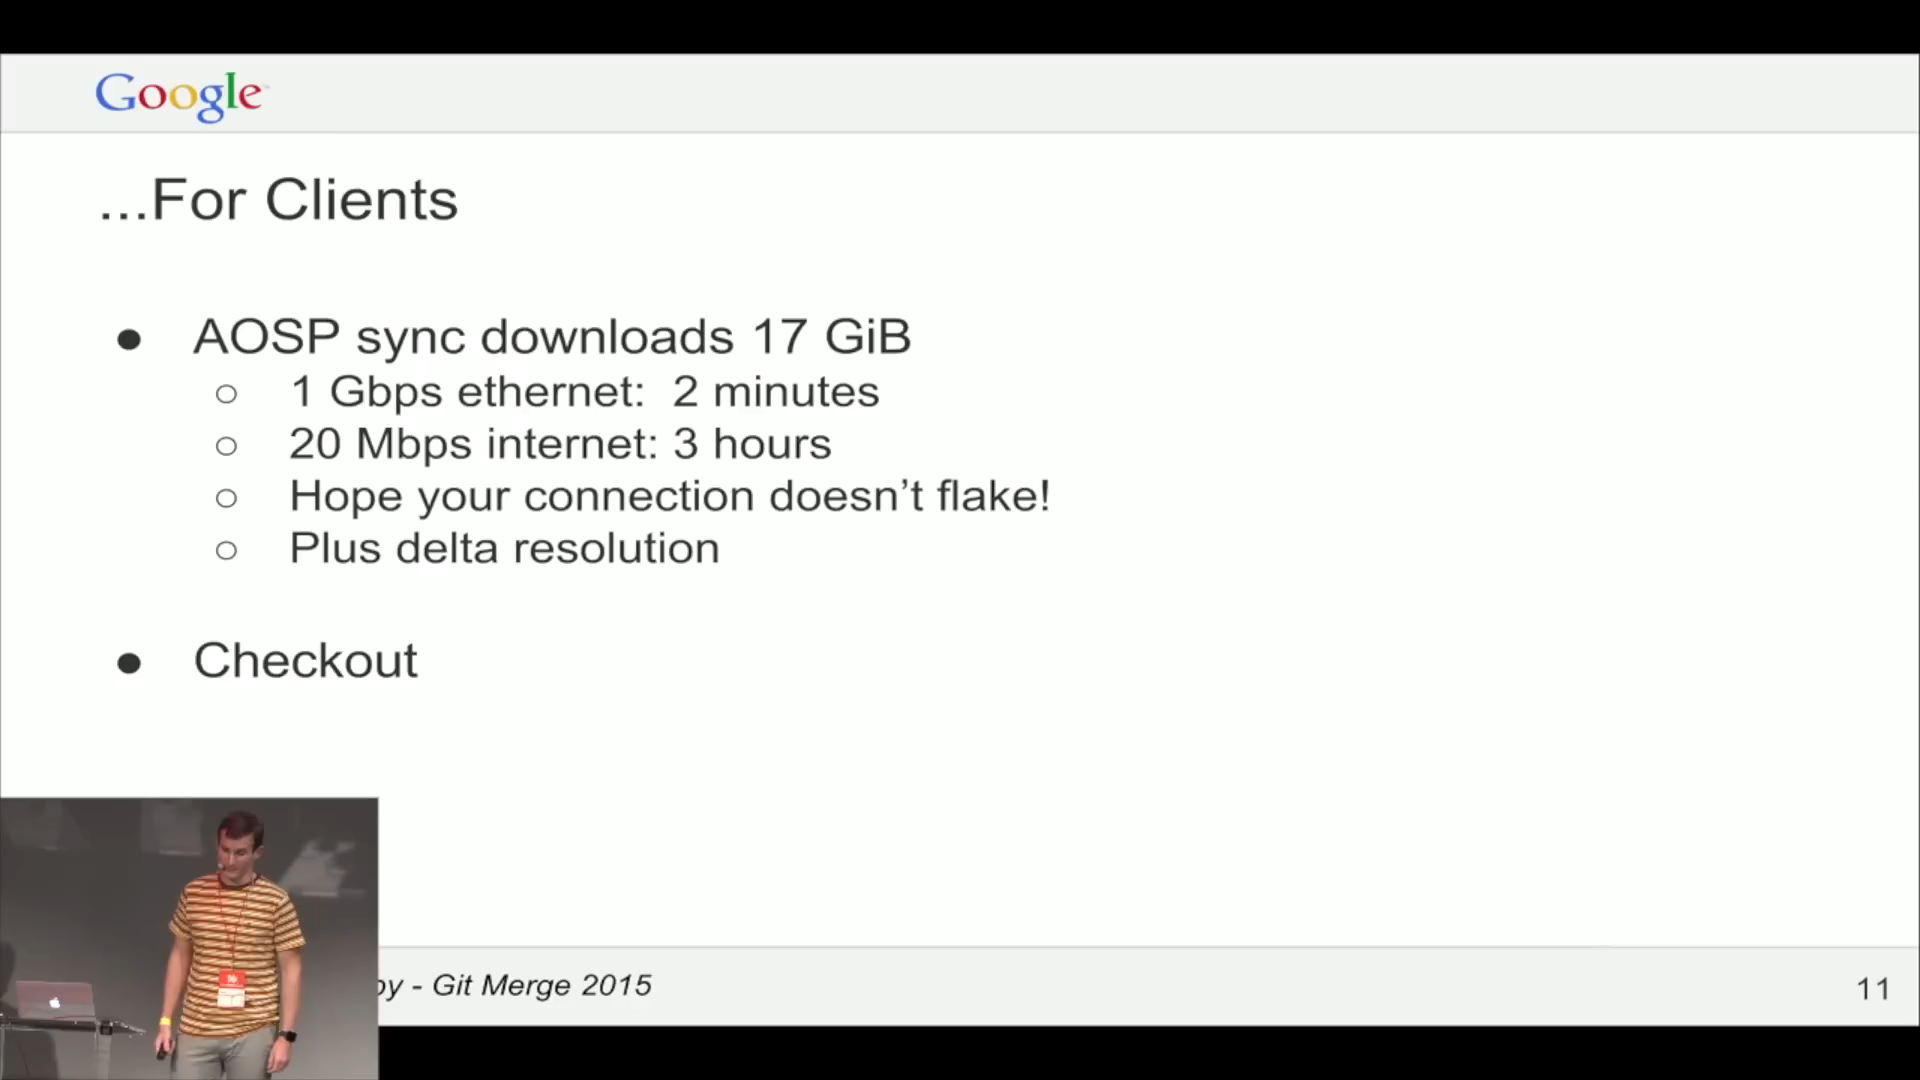 Google
...For Clients
● AOSP sync downloads 17 GiB
○ 1 Gbps ethernet: 2 minutes
○ 20 Mbps internet: 3 hours
○ Hope your connection doesn't flake!
○ Plus delta resolution
● Checkout
- Git Merge 2015
11